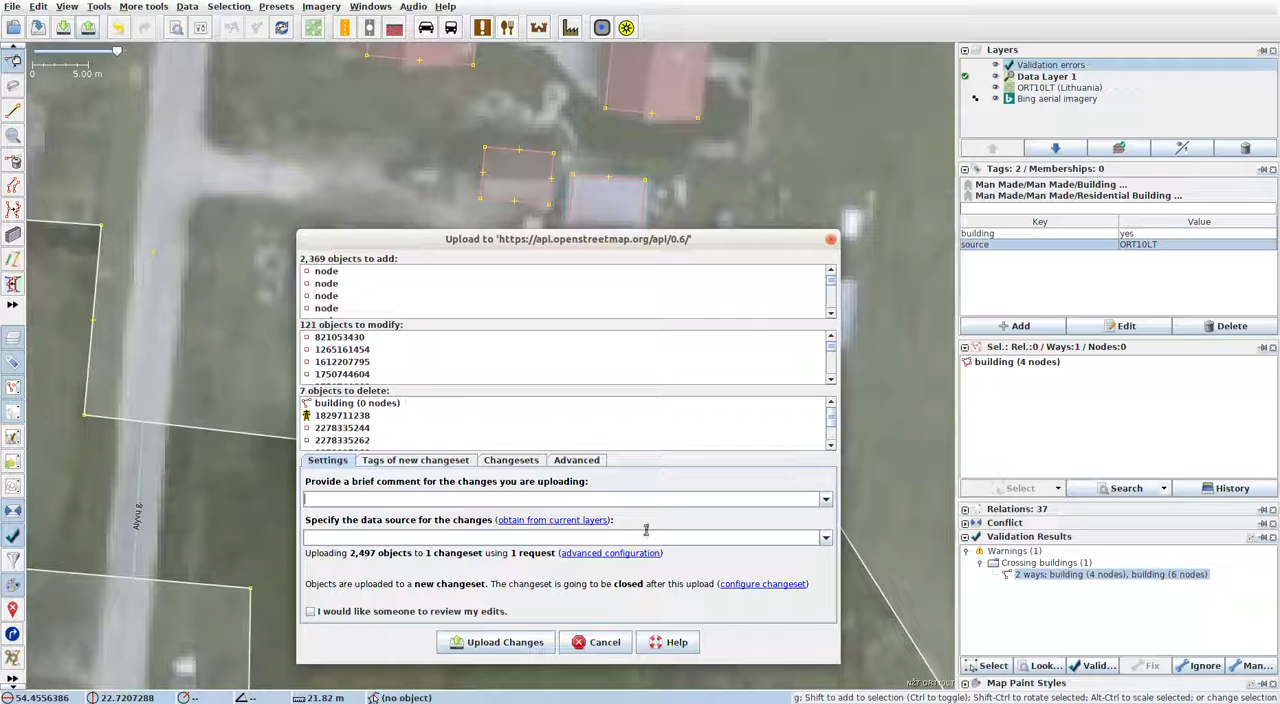 File Edit View Tools More tools Data Selection Presets Imagery Windows Audio Help
0 5.00 m
Alyvų g.
NŽT ORT10LT
Upload to 'https://api.openstreetmap.org/api/0.6/'
2,369 objects to add:
node
node
node
node
121 objects to modify:
821053430
1265161454
1612207795
1750744604
7 objects to delete:
building (0 nodes)
1829711238
2278335244
2278335262
Settings Tags of new changeset Changesets Advanced
Provide a brief comment for the changes you are uploading:
Specify the data source for the changes (obtain from current layers):
Uploading 2,497 objects to 1 changeset using 1 request (advanced configuration)
Objects are uploaded to a new changeset. The changeset is going to be closed after this upload (configure changeset)
I would like someone to review my edits.
Upload Changes Cancel Help
Layers
Validation errors
Data Layer 1
ORT10LT (Lithuania)
Bing aerial imagery
Tags: 2 / Memberships: 0
Man Made/Man Made/Building ...
Man Made/Man Made/Residential Building ...
Key Value
building yes
source ORT10LT
Add Edit Delete
Sel.: Rel.:0 / Ways:1 / Nodes:0
building (4 nodes)
Select Search History
Relations: 37
Conflict
Validation Results
Warnings (1)
Crossing buildings (1)
2 ways: building (4 nodes), building (6 nodes)
Select Look... Valid... Fix Ignore Man...
Map Paint Styles
54.4556386 22.7207288 -- -- 21.82 m (no object) g; Shift to add to selection (Ctrl to toggle); Shift-Ctrl to rotate selected; Alt-Ctrl to scale selected; or change selection